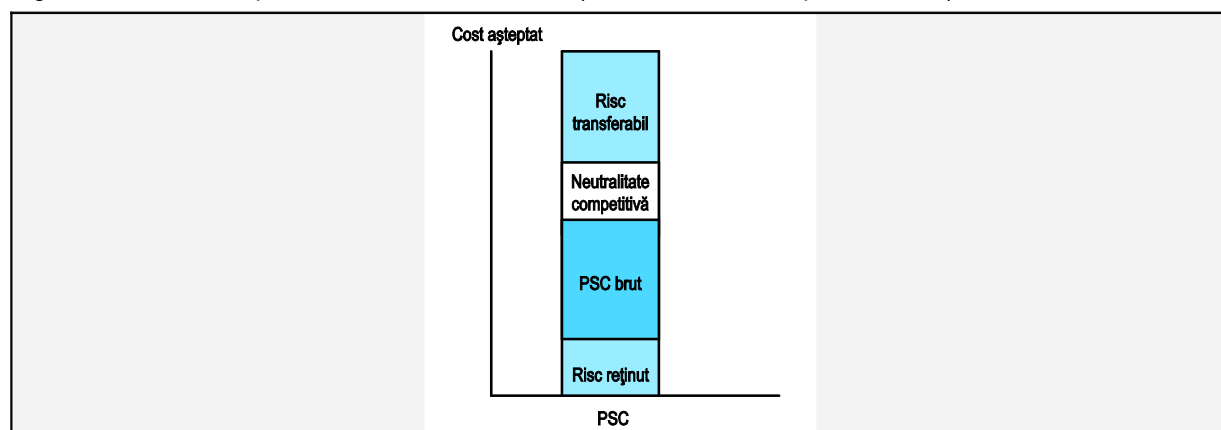 Cost aşteptat
Risc
transferabil
Neutralitate
competitivă
PSC brut
Risc reţinut
PSC